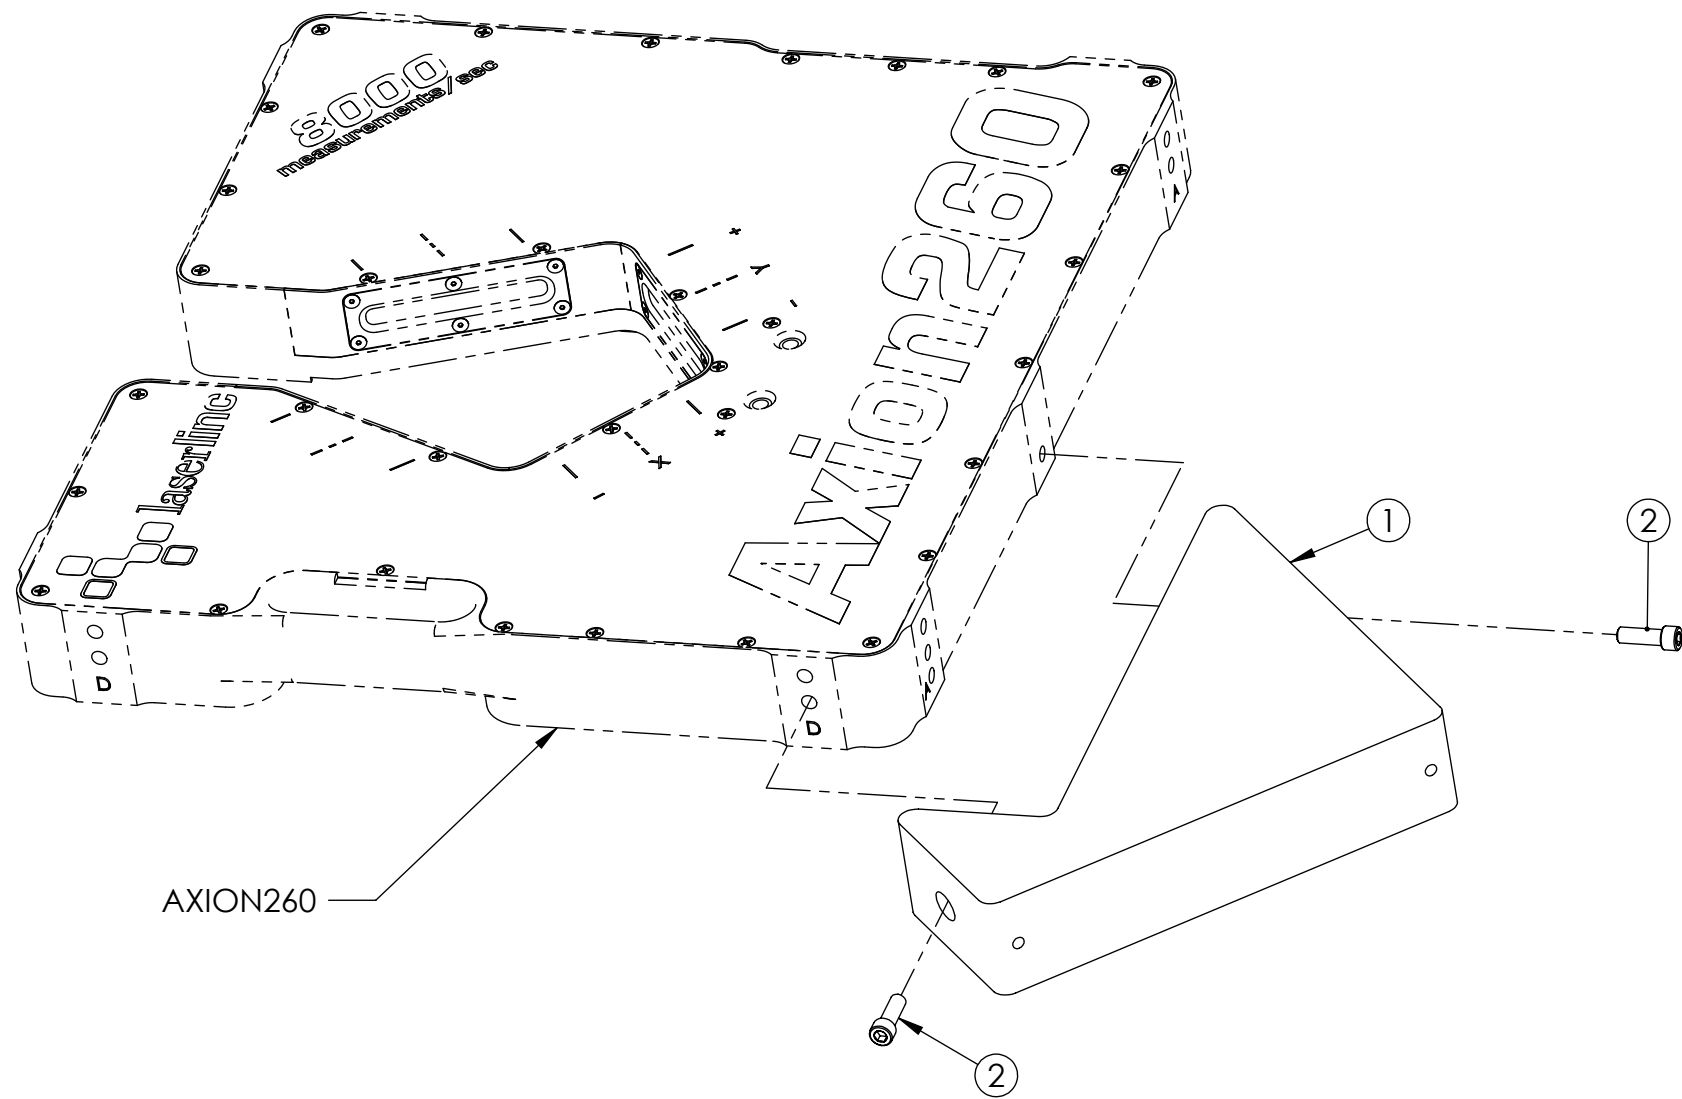 8000
measurements/sec
Axion260
A
+
Y
-
+
X
-
laserlinc
D
D
A
1
2
AXION260
2